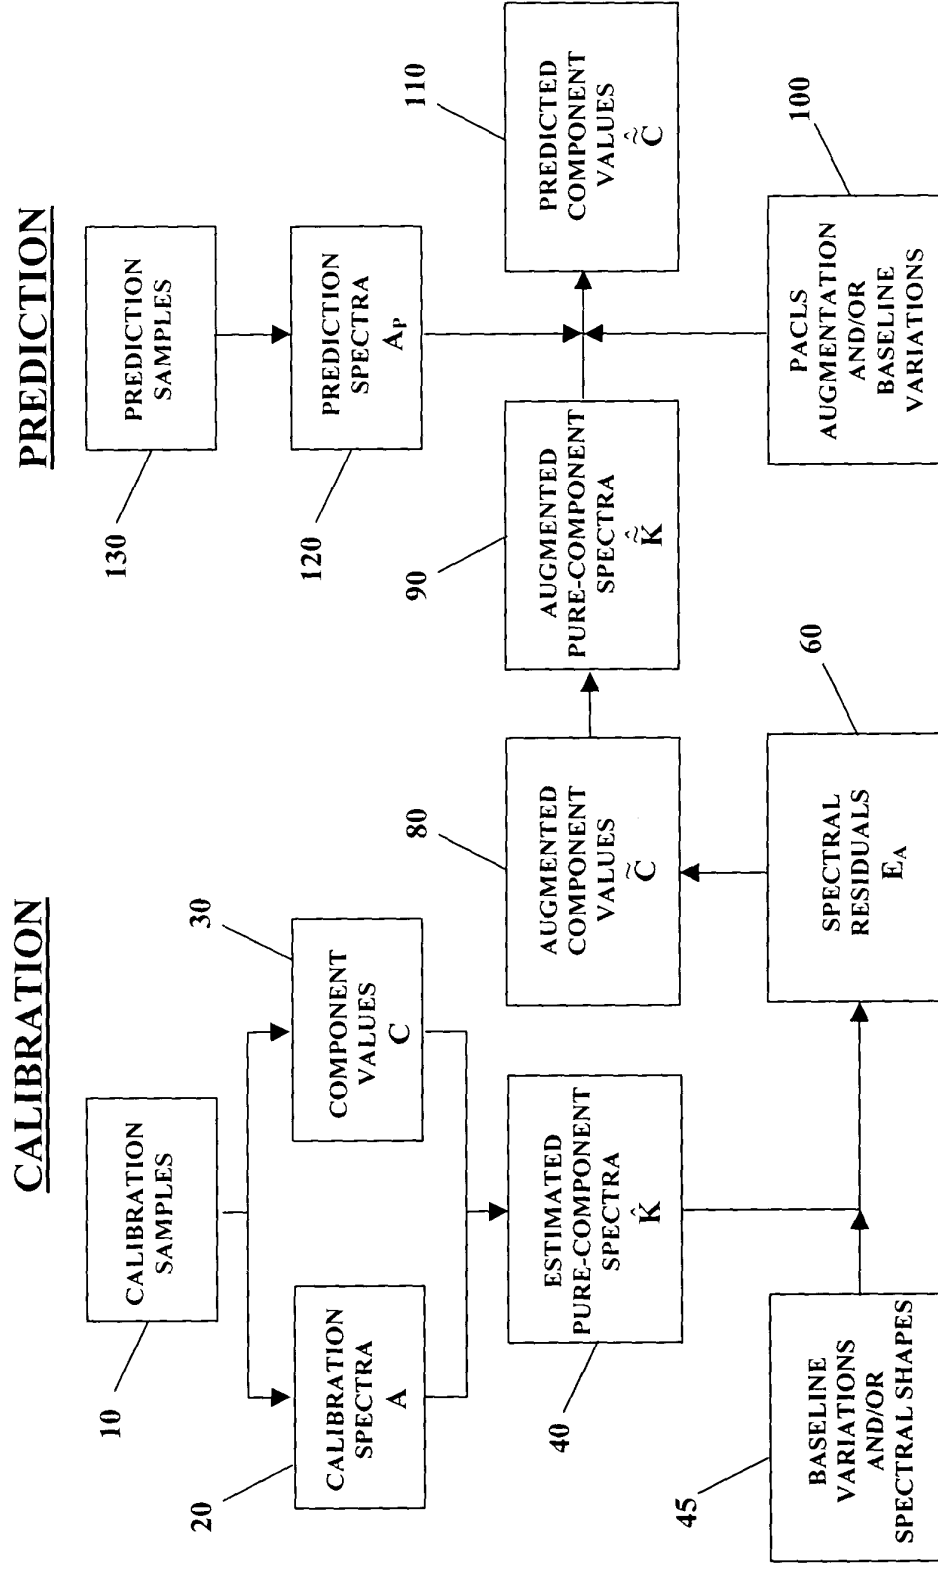 CALIBRATION
10
CALIBRATION
SAMPLES
20
CALIBRATION
SPECTRA
A
30
COMPONENT
VALUES
C
40
ESTIMATED
PURE-COMPONENT
SPECTRA
K̂
45
BASELINE
VARIATIONS
AND/OR
SPECTRAL SHAPES
60
SPECTRAL
RESIDUALS
E_A
80
AUGMENTED
COMPONENT
VALUES
C̃
PREDICTION
130
PREDICTION
SAMPLES
120
PREDICTION
SPECTRA
A_P
90
AUGMENTED
PURE-COMPONENT
SPECTRA
K̃̂
110
PREDICTED
COMPONENT
VALUES
C̃̂
100
PACLS
AUGMENTATION
AND/OR
BASELINE
VARIATIONS